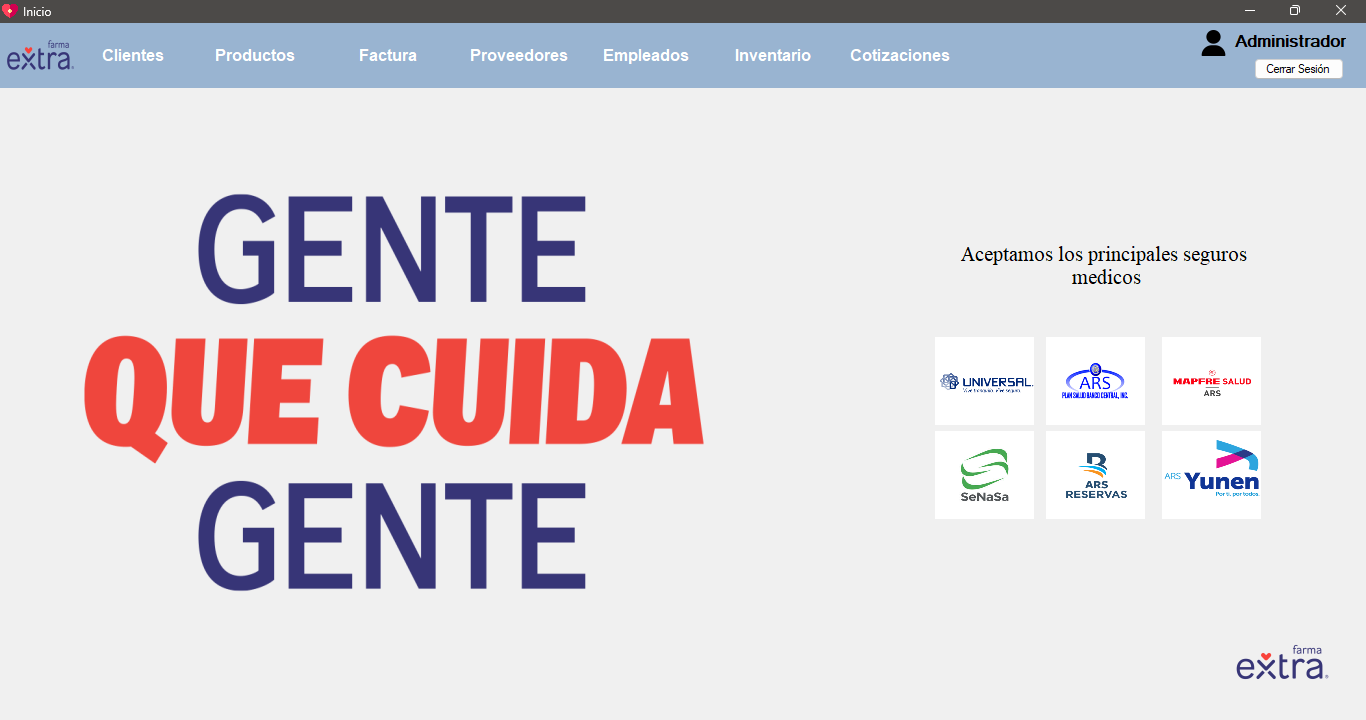 Inicio
farma
extra.
Clientes
Productos
Factura
Proveedores
Empleados
Inventario
Cotizaciones
Administrador
Cerrar Sesión
GENTE
QUE CUIDA
GENTE
Aceptamos los principales seguros
medicos
UNIVERSAL.
ARS
PLAN SALUD BANCO CENTRAL, INC.
MAPFRE SALUD
ARS
SeNaSa
ARS
RESERVAS
ARS Yunen
Por ti, por todos.
farma
extra.